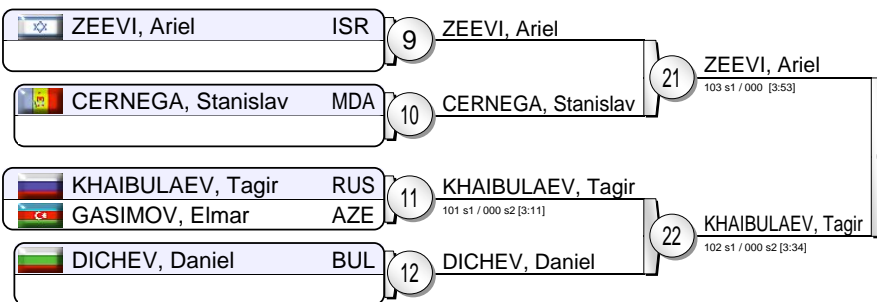 ZEEVI, Ariel ISR
9
ZEEVI, Ariel
21
ZEEVI, Ariel
103 s1 / 000 [3:53]
CERNEGA, Stanislav MDA
10
CERNEGA, Stanislav
KHAIBULAEV, Tagir RUS
GASIMOV, Elmar AZE
11
KHAIBULAEV, Tagir
101 s1 / 000 s2 [3:11]
22
KHAIBULAEV, Tagir
102 s1 / 000 s2 [3:34]
DICHEV, Daniel BUL
12
DICHEV, Daniel